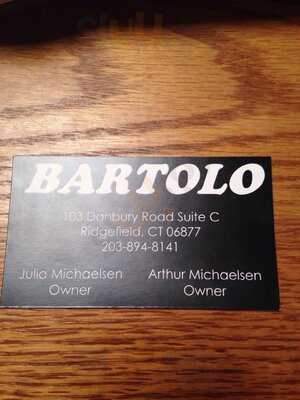 BARTOLO
103 Danbury Road Suite C
Ridgefield, CT 06877
203-894-8141
Julia Michaelsen Arthur Michaelsen
Owner Owner